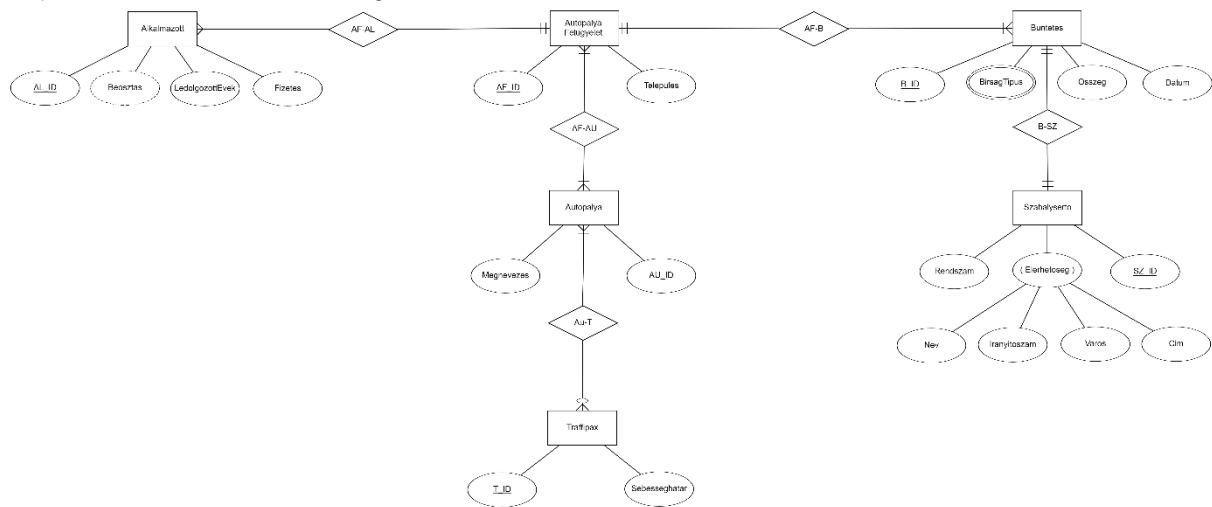 Alkalmazott
AF-AL
Autopalya
Felugyelet
AF-B
Buntetes
AL_ID
Beosztas
LedolgozottEvek
Fizetes
AF_ID
Telepules
B_ID
BirsagTipus
Osszeg
Datum
AF-AU
B-SZ
Autopalya
Szabalyserto
Megnevezes
AU_ID
Rendszam
( Elerhetoseg )
SZ_ID
Au-T
Nev
Iranyitoszam
Varos
Cim
Traffipax
T_ID
Sebesseghatar